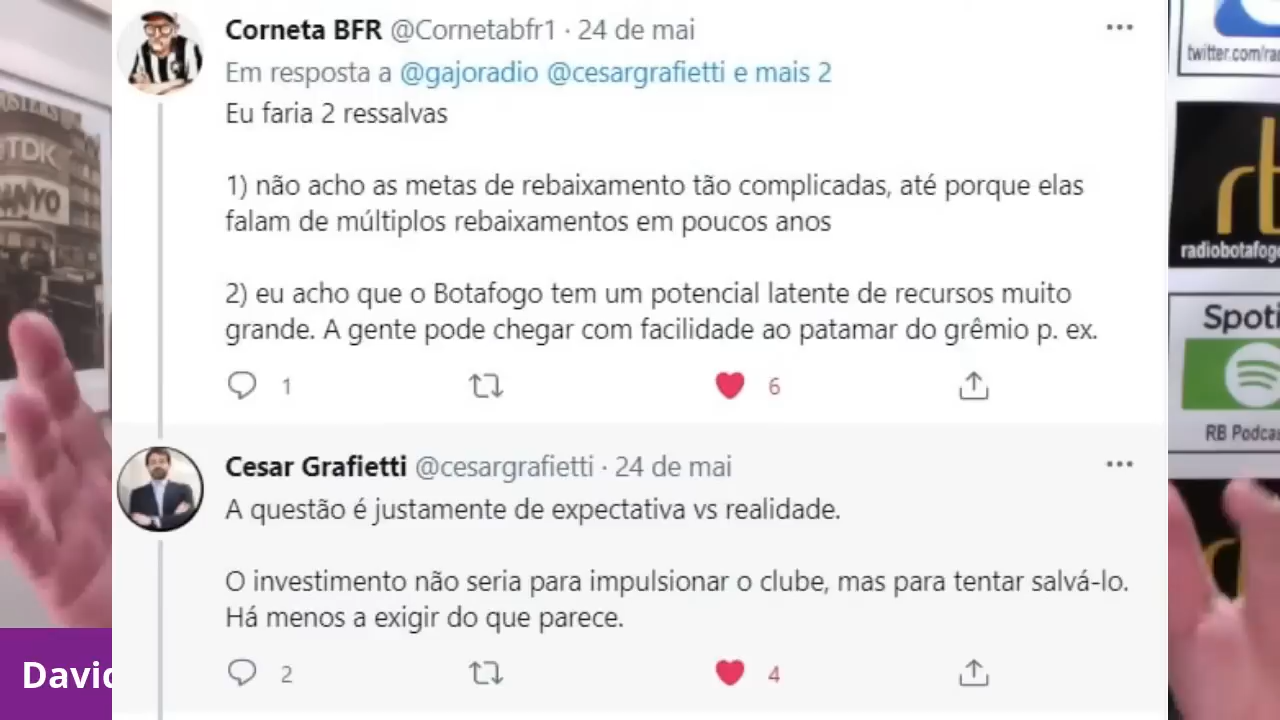 Corneta BFR @Cornetabfr1 · 24 de mai
Em resposta a @gajoradio @cesargrafietti e mais 2
Eu faria 2 ressalvas
1) não acho as metas de rebaixamento tão complicadas, até porque elas
falam de múltiplos rebaixamentos em poucos anos
2) eu acho que o Botafogo tem um potencial latente de recursos muito
grande. A gente pode chegar com facilidade ao patamar do grêmio p. ex.
1
6
Cesar Grafietti @cesargrafietti · 24 de mai
A questão é justamente de expectativa vs realidade.
O investimento não seria para impulsionar o clube, mas para tentar salvá-lo.
Há menos a exigir do que parece.
2
4
TDK
David
twitter.com/ra
rb
radiobotafogo
Spoti
RB Podcas